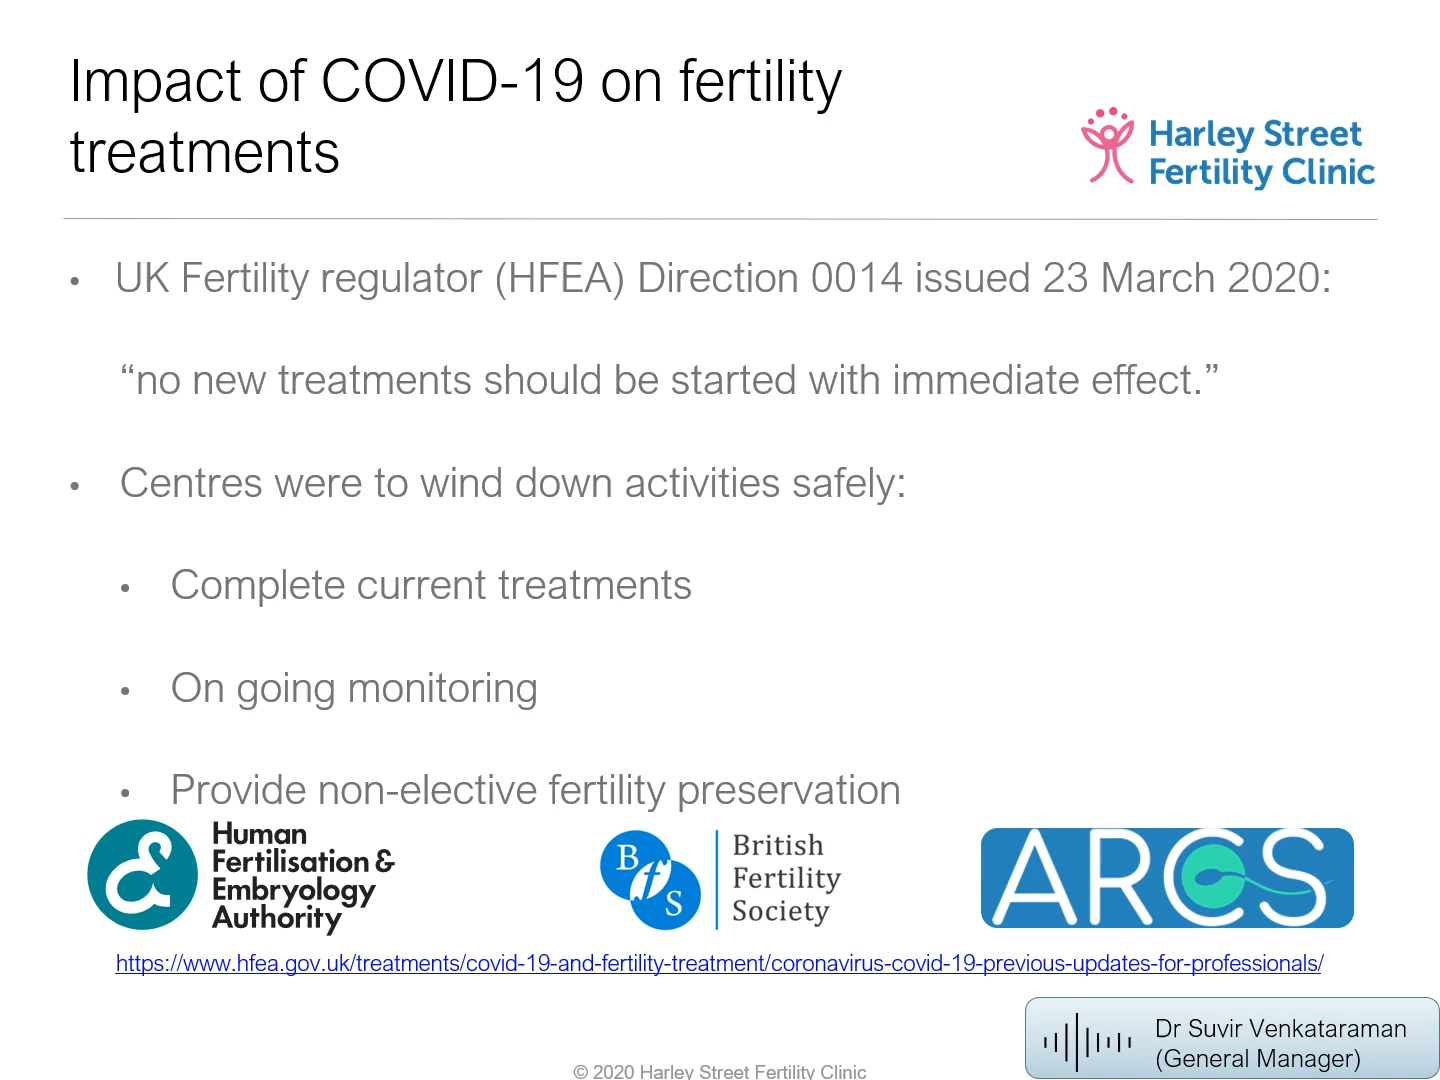 Impact of COVID-19 on fertility
treatments
Harley Street
Fertility Clinic
• UK Fertility regulator (HFEA) Direction 0014 issued 23 March 2020:
“no new treatments should be started with immediate effect.”
• Centres were to wind down activities safely:
• Complete current treatments
• On going monitoring
• Provide non-elective fertility preservation
Human
Fertilisation &
Embryology
Authority
BfS
British
Fertility
Society
ARCS
https://www.hfea.gov.uk/treatments/covid-19-and-fertility-treatment/coronavirus-covid-19-previous-updates-for-professionals/
Dr Suvir Venkataraman
(General Manager)
© 2020 Harley Street Fertility Clinic